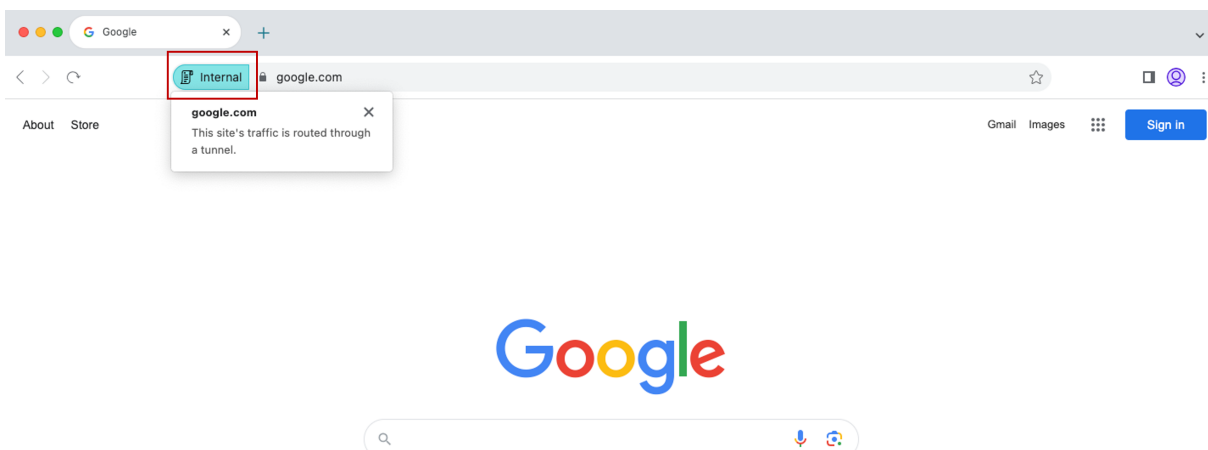 Google
Internal google.com
google.com
This site's traffic is routed through
a tunnel.
About Store
Gmail Images Sign in
Google